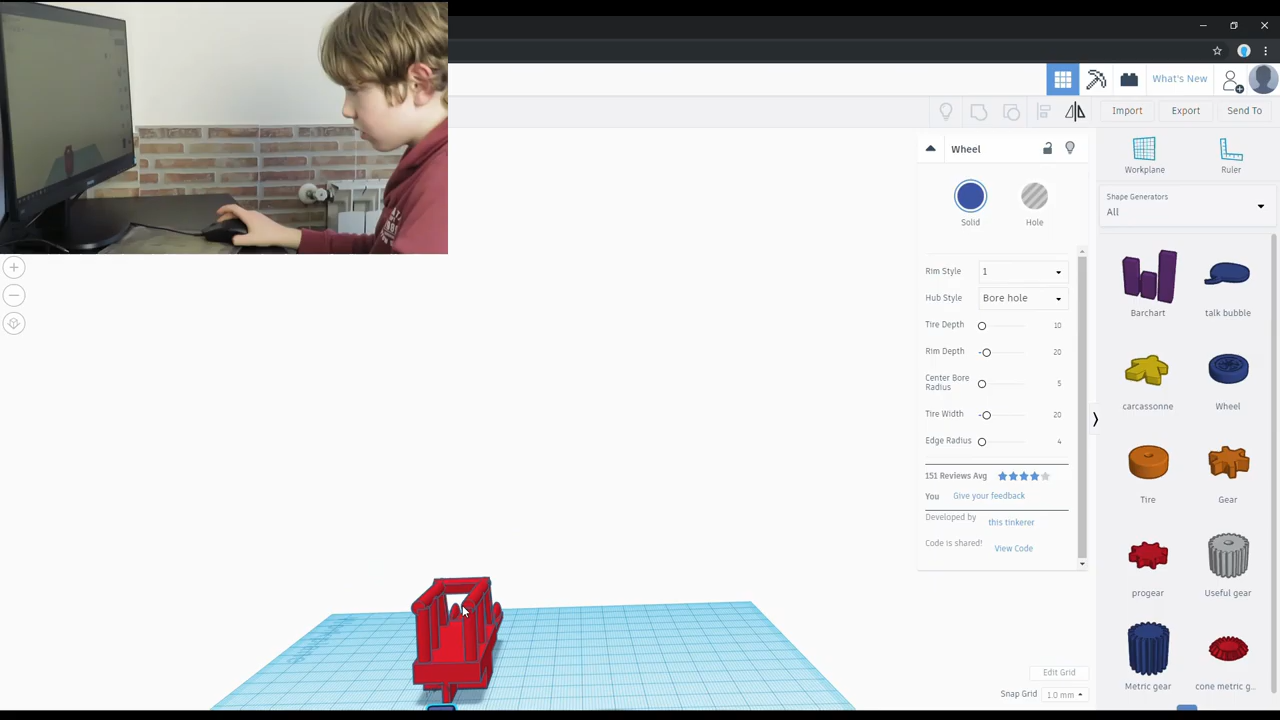 What's New
Import
Export
Send To
Wheel
Workplane
Ruler
Solid
Hole
Shape Generators
All
Rim Style
1
Hub Style
Bore hole
Tire Depth
10
Rim Depth
20
Center Bore
Radius
5
Tire Width
20
Edge Radius
4
151 Reviews Avg
You
Give your feedback
Developed by
this tinkerer
Code is shared!
View Code
Barchart
talk bubble
carcassonne
Wheel
Tire
Gear
progear
Useful gear
Metric gear
cone metric g...
Edit Grid
Snap Grid
1.0 mm